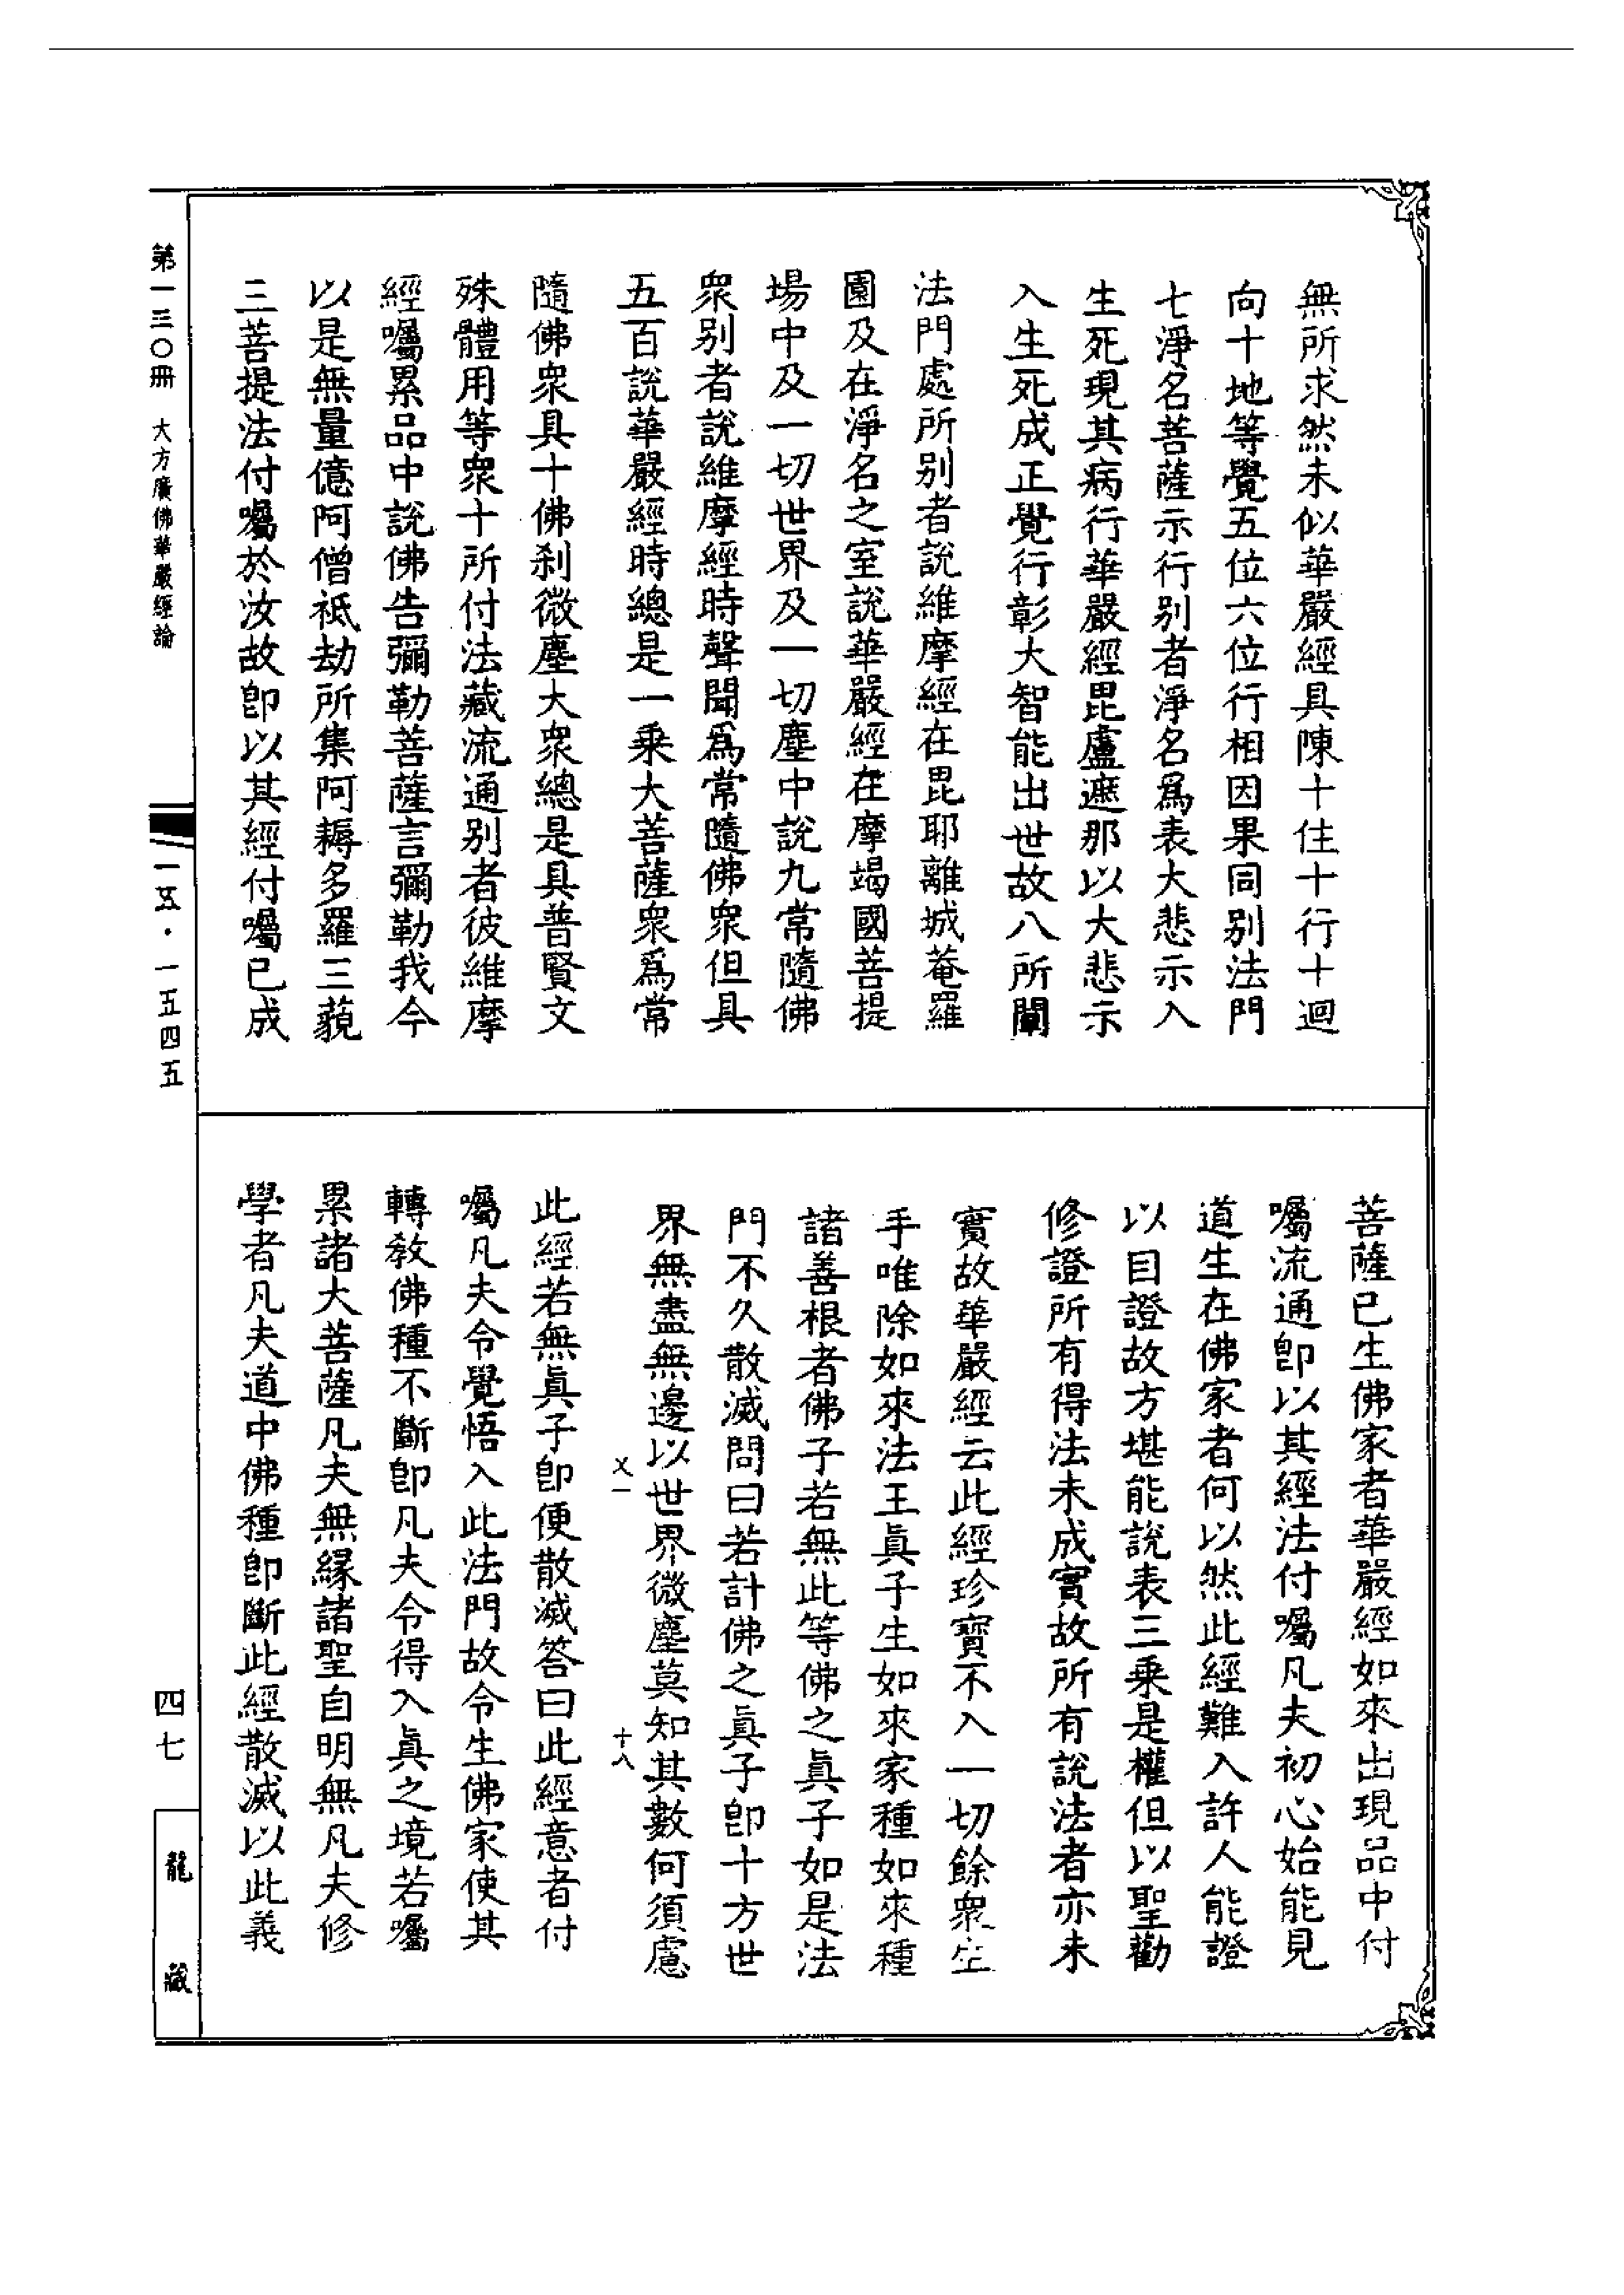 無所求然未似華嚴經具陳十住十行十迴
向十地等覺五位六位行相因果同别法門
七淨名菩薩示行别者淨名爲表大悲示入
生死現其病行華嚴經毘盧遮那以大悲示
入生死成正覺行彰大智能出世故八所闡
法門處所别者說維摩經在毘耶離城菴羅
園及在淨名之室說華嚴經在摩竭國菩提
場中及一切世界及一切塵中說九常隨佛
衆别者說維摩經時聲聞爲常隨佛衆但具
五百說華嚴經時總是一乘大菩薩衆爲常
隨佛衆具十佛刹微塵大衆總是具普賢文
殊體用等衆十所付法藏流通别者彼維摩
經囑累品中說佛告彌勒菩薩言彌勒我今
以是無量億阿僧祇劫所集阿耨多羅三藐
三菩提法付囑於汝故卽以其經付囑已成
菩薩已生佛家者華嚴經如來出現品中付
囑流通卽以其經法付囑凡夫初心始能見
道生在佛家者何以然此經難入許人能證
以目證故方堪能說表三乘是權但以聖勸
修證所有得法未成實故所有說法者亦未
實故華嚴經云此經珍寶不入一切餘衆生
手唯除如來法王眞子生如來家種如來種
諸善根者佛子若無此等佛之眞子如是法
門不久散滅問曰若計佛之眞子卽十方世
界無盡無邊以世界微塵莫知其數何須慮
㐅一 十八
此經若無眞子卽便散滅答曰此經意者付
囑凡夫令覺悟入此法門故令生佛家使其
轉教佛種不斷卽凡夫令得入眞之境若囑
累諸大菩薩凡夫無緣諸聖自明無凡夫修
學者凡夫道中佛種卽斷此經散滅以此義
第一三〇冊 大方廣佛華嚴經論
一五·一五四五
四七
龍藏